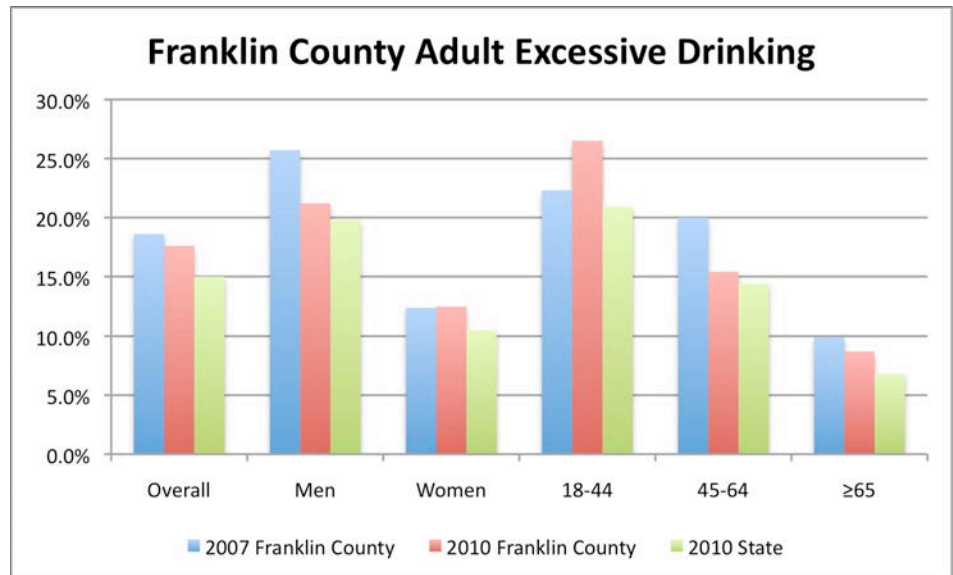 Franklin County Adult Excessive Drinking
30.0%
25.0%
20.0%
15.0%
10.0%
5.0%
0.0%
Overall Men Women 18-44 45-64 ≥65
2007 Franklin County 2010 Franklin County 2010 State